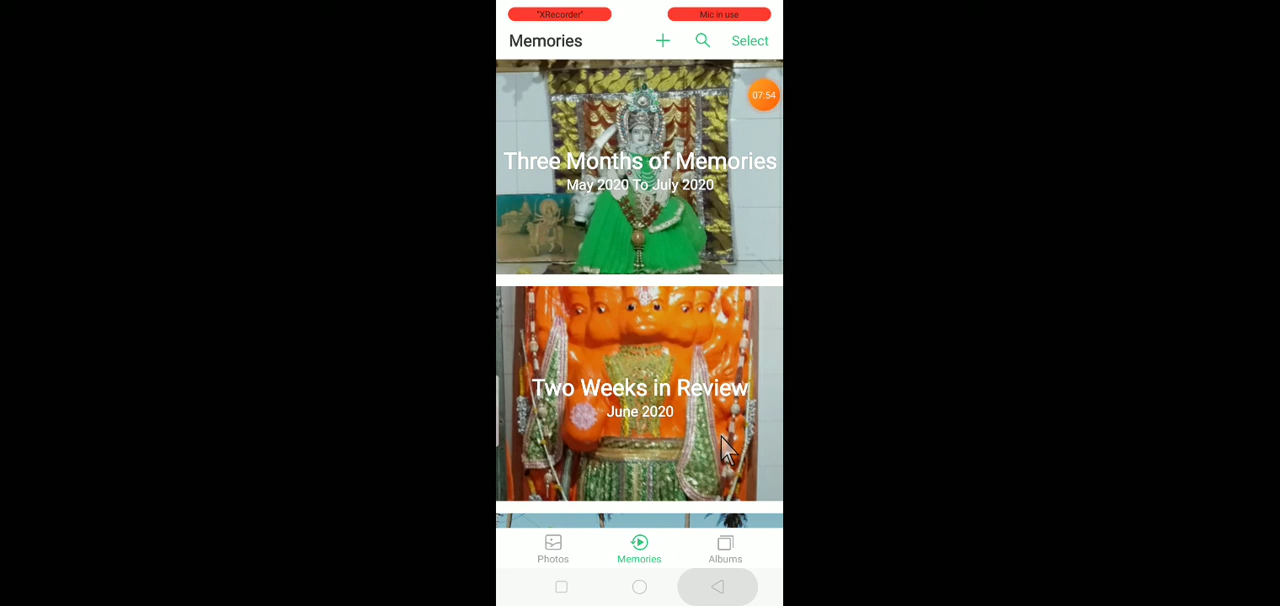 "XRecorder"
Mic in use
Memories
Select
07:54
Three Months of Memories
May 2020 To July 2020
Two Weeks in Review
June 2020
Photos
Memories
Albums